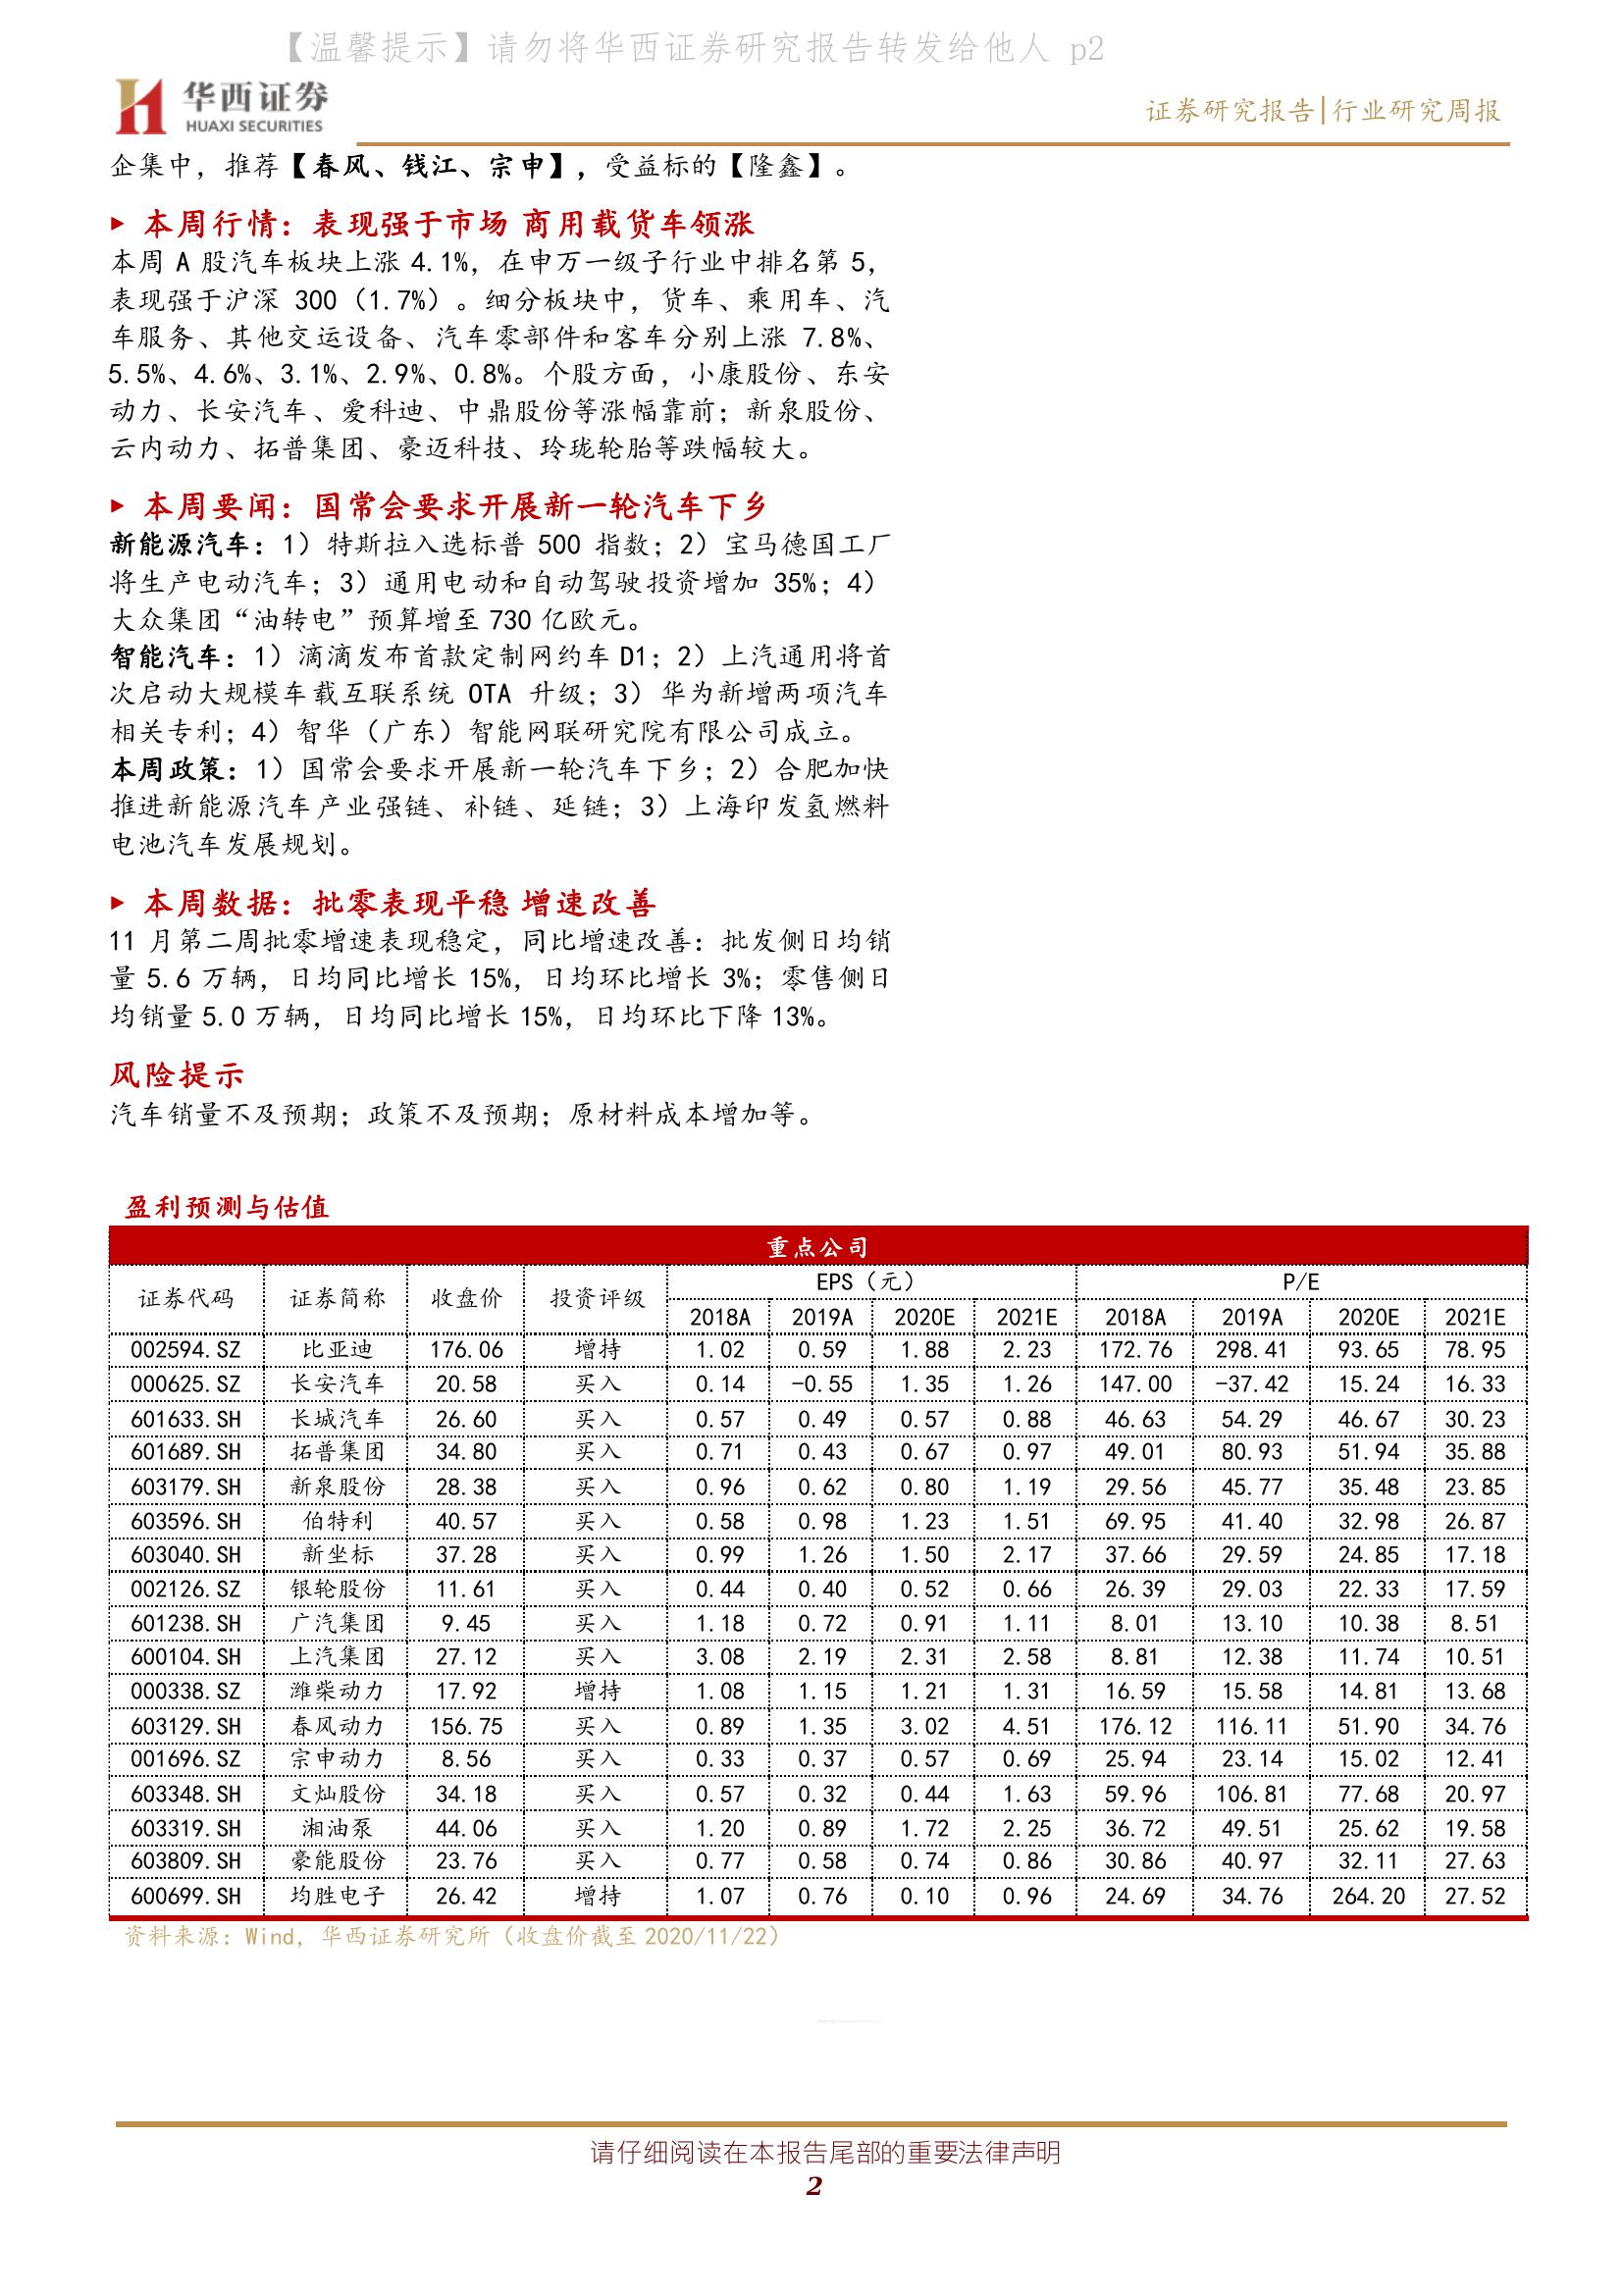 【温馨提示】请勿将华西证券研究报告转发给他人 p2
华西证券
HUAXI SECURITIES
证券研究报告|行业研究周报
企集中，推荐【春风、钱江、宗申】，受益标的【隆鑫】。
▶ 本周行情：表现强于市场 商用载货车领涨
本周 A 股汽车板块上涨 4.1%，在申万一级子行业中排名第 5，
表现强于沪深 300（1.7%）。细分板块中，货车、乘用车、汽
车服务、其他交运设备、汽车零部件和客车分别上涨 7.8%、
5.5%、4.6%、3.1%、2.9%、0.8%。个股方面，小康股份、东安
动力、长安汽车、爱科迪、中鼎股份等涨幅靠前；新泉股份、
云内动力、拓普集团、豪迈科技、玲珑轮胎等跌幅较大。
▶ 本周要闻：国常会要求开展新一轮汽车下乡
新能源汽车：1）特斯拉入选标普 500 指数；2）宝马德国工厂
将生产电动汽车；3）通用电动和自动驾驶投资增加 35%；4）
大众集团“油转电”预算增至 730 亿欧元。
智能汽车：1）滴滴发布首款定制网约车 D1；2）上汽通用将首
次启动大规模车载互联系统 OTA 升级；3）华为新增两项汽车
相关专利；4）智华（广东）智能网联研究院有限公司成立。
本周政策：1）国常会要求开展新一轮汽车下乡；2）合肥加快
推进新能源汽车产业强链、补链、延链；3）上海印发氢燃料
电池汽车发展规划。
▶ 本周数据：批零表现平稳 增速改善
11 月第二周批零增速表现稳定，同比增速改善：批发侧日均销
量 5.6 万辆，日均同比增长 15%，日均环比增长 3%；零售侧日
均销量 5.0 万辆，日均同比增长 15%，日均环比下降 13%。
风险提示
汽车销量不及预期；政策不及预期；原材料成本增加等。
盈利预测与估值
重点公司
证券代码 证券简称 收盘价 投资评级 EPS（元） P/E
2018A 2019A 2020E 2021E 2018A 2019A 2020E 2021E
002594.SZ 比亚迪 176.06 增持 1.02 0.59 1.88 2.23 172.76 298.41 93.65 78.95
000625.SZ 长安汽车 20.58 买入 0.14 -0.55 1.35 1.26 147.00 -37.42 15.24 16.33
601633.SH 长城汽车 26.60 买入 0.57 0.49 0.57 0.88 46.63 54.29 46.67 30.23
601689.SH 拓普集团 34.80 买入 0.71 0.43 0.67 0.97 49.01 80.93 51.94 35.88
603179.SH 新泉股份 28.38 买入 0.96 0.62 0.80 1.19 29.56 45.77 35.48 23.85
603596.SH 伯特利 40.57 买入 0.58 0.98 1.23 1.51 69.95 41.40 32.98 26.87
603040.SH 新坐标 37.28 买入 0.99 1.26 1.50 2.17 37.66 29.59 24.85 17.18
002126.SZ 银轮股份 11.61 买入 0.44 0.40 0.52 0.66 26.39 29.03 22.33 17.59
601238.SH 广汽集团 9.45 买入 1.18 0.72 0.91 1.11 8.01 13.10 10.38 8.51
600104.SH 上汽集团 27.12 买入 3.08 2.19 2.31 2.58 8.81 12.38 11.74 10.51
000338.SZ 潍柴动力 17.92 增持 1.08 1.15 1.21 1.31 16.59 15.58 14.81 13.68
603129.SH 春风动力 156.75 买入 0.89 1.35 3.02 4.51 176.12 116.11 51.90 34.76
001696.SZ 宗申动力 8.56 买入 0.33 0.37 0.57 0.69 25.94 23.14 15.02 12.41
603348.SH 文灿股份 34.18 买入 0.57 0.32 0.44 1.63 59.96 106.81 77.68 20.97
603319.SH 湘油泵 44.06 买入 1.20 0.89 1.72 2.25 36.72 49.51 25.62 19.58
603809.SH 豪能股份 23.76 买入 0.77 0.58 0.74 0.86 30.86 40.97 32.11 27.63
600699.SH 均胜电子 26.42 增持 1.07 0.76 0.10 0.96 24.69 34.76 264.20 27.52
资料来源：Wind，华西证券研究所（收盘价截至 2020/11/22）
请仔细阅读在本报告尾部的重要法律声明
2